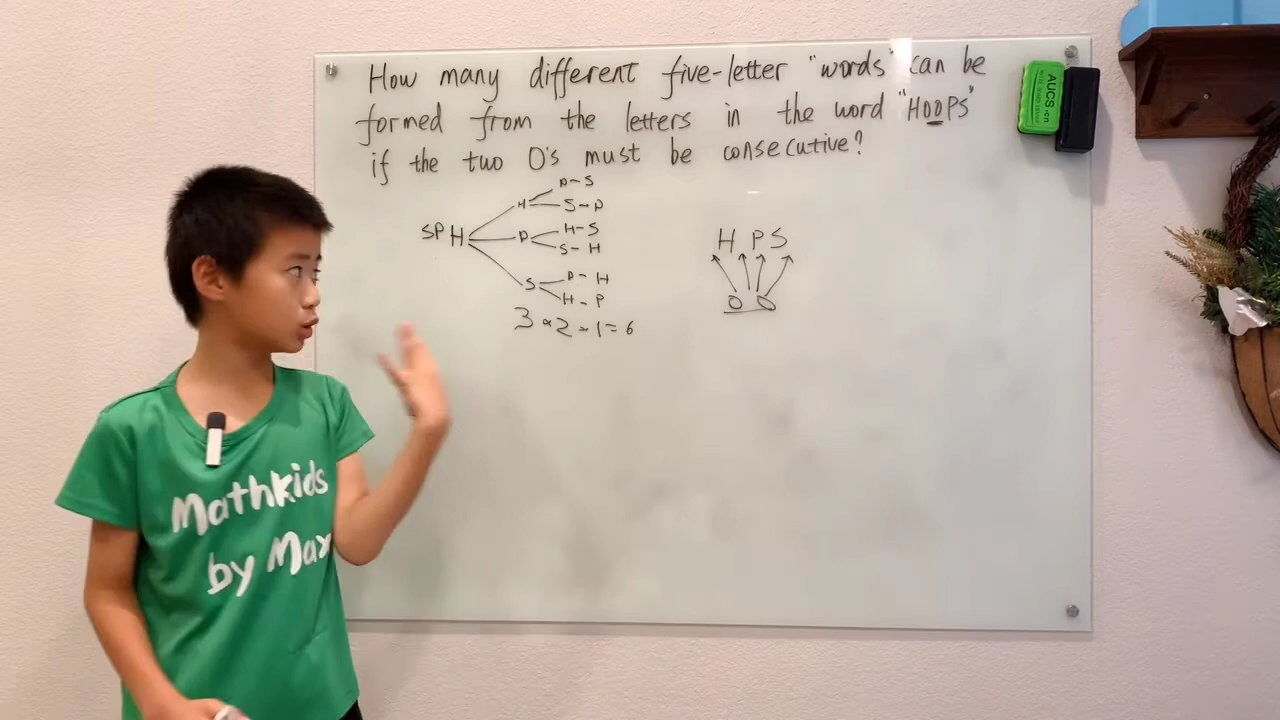 How many different five-letter "words" can be
formed from the letters in the word "HOOPS"
if the two O's must be consecutive?
SPH
H
P-S
S-P
P
H-S
S-H
S
P-H
H-P
3×2×1=6
H P S
O O
AUCS.cn
Mathkids
by Max